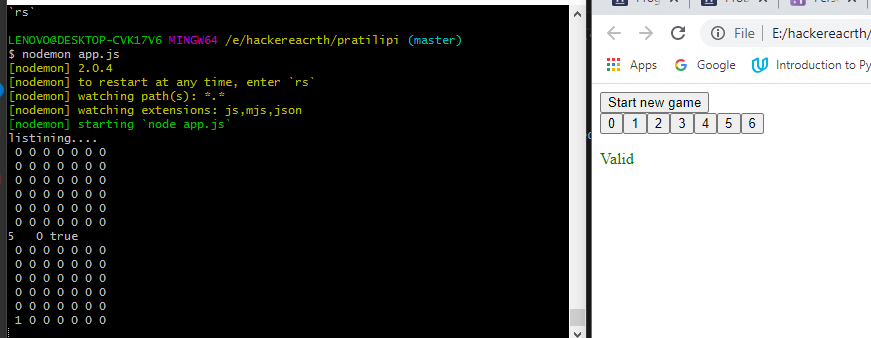 `rs`
LENOVO@DESKTOP-CVK17V6 MINGW64 /e/hackereacrth/pratilipi (master)
$ nodemon app.js
[nodemon] 2.0.4
[nodemon] to restart at any time, enter `rs`
[nodemon] watching path(s): *.*
[nodemon] watching extensions: js,mjs,json
[nodemon] starting `node app.js`
listining....
0 0 0 0 0 0 0
0 0 0 0 0 0 0
0 0 0 0 0 0 0
0 0 0 0 0 0 0
0 0 0 0 0 0 0
0 0 0 0 0 0 0
5 0 true
0 0 0 0 0 0 0
0 0 0 0 0 0 0
0 0 0 0 0 0 0
0 0 0 0 0 0 0
0 0 0 0 0 0 0
1 0 0 0 0 0 0
File E:/hackereacrth/
Apps Google Introduction to Py
Start new game
0 1 2 3 4 5 6
Valid